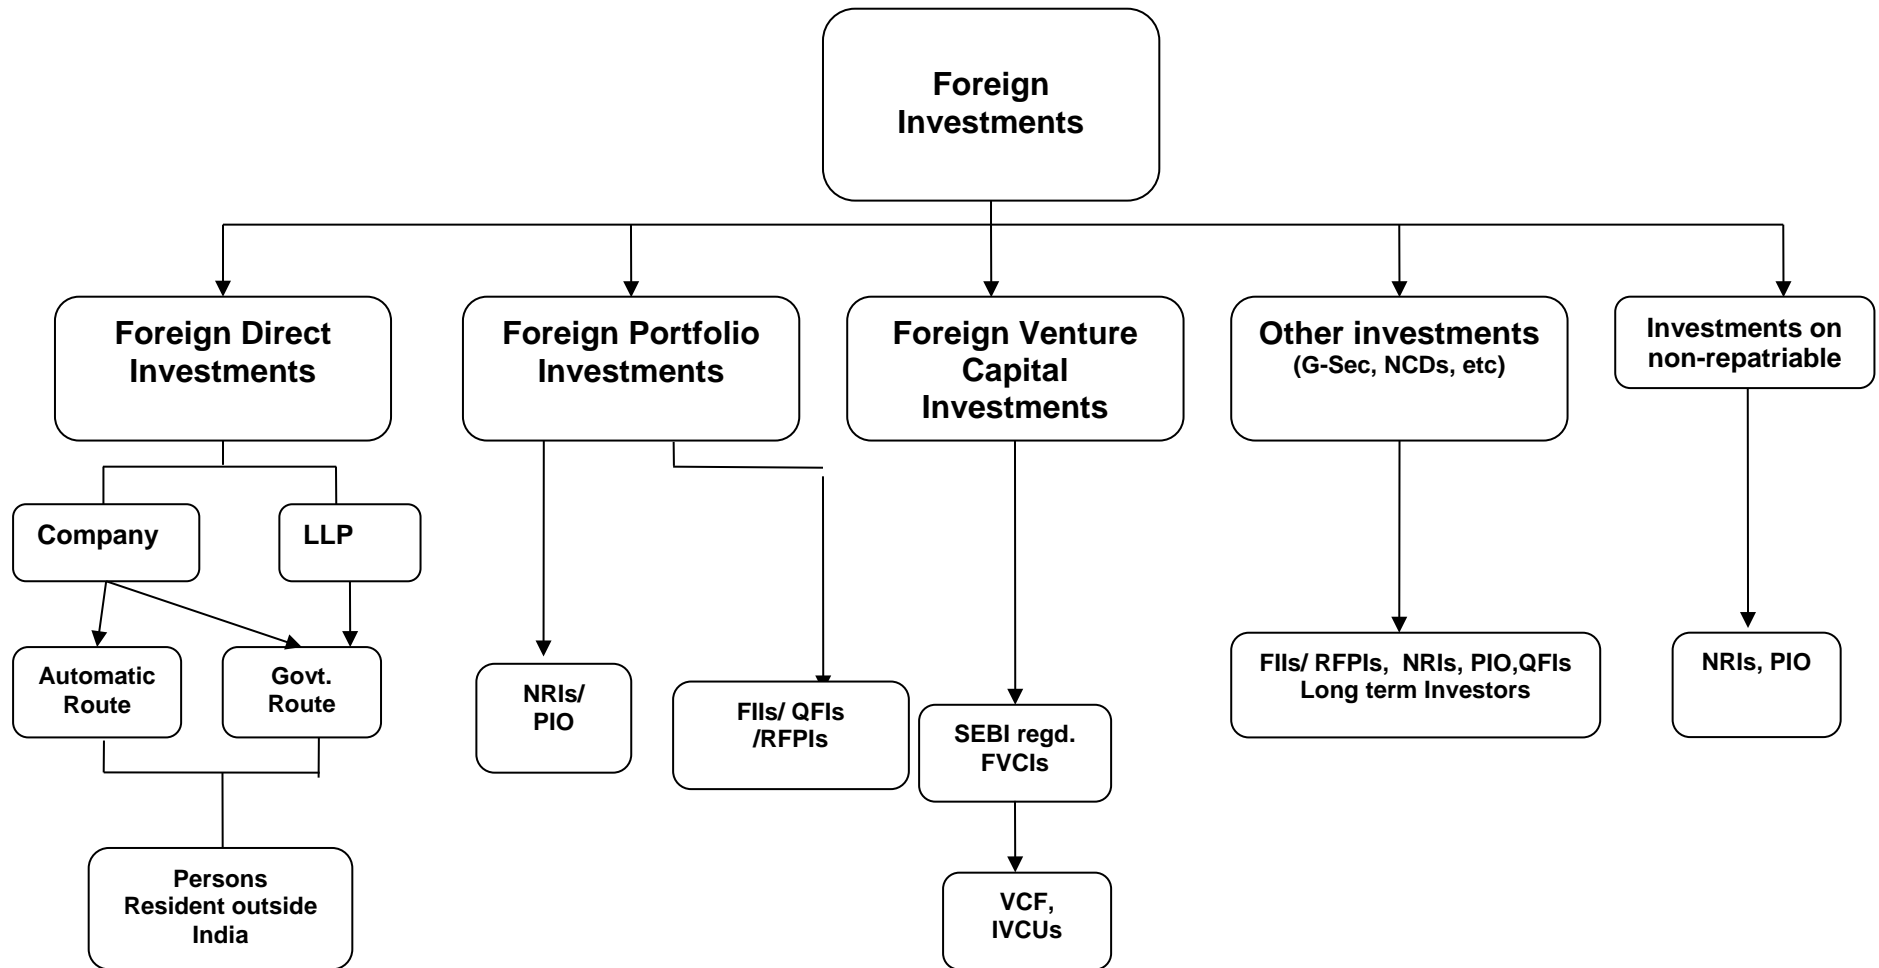 Foreign
Investments
Foreign Direct
Investments
Foreign Portfolio
Investments
Foreign Venture
Capital
Investments
Other investments
(G-Sec, NCDs, etc)
Investments on
non-repatriable
Company
LLP
Automatic
Route
Govt.
Route
NRIs/
PIO
FIIs/ QFIs
/RFPIs
SEBI regd.
FVCIs
FIIs/ RFPIs,  NRIs, PIO,QFIs
Long term Investors
NRIs, PIO
Persons
Resident outside
India
VCF,
IVCUs